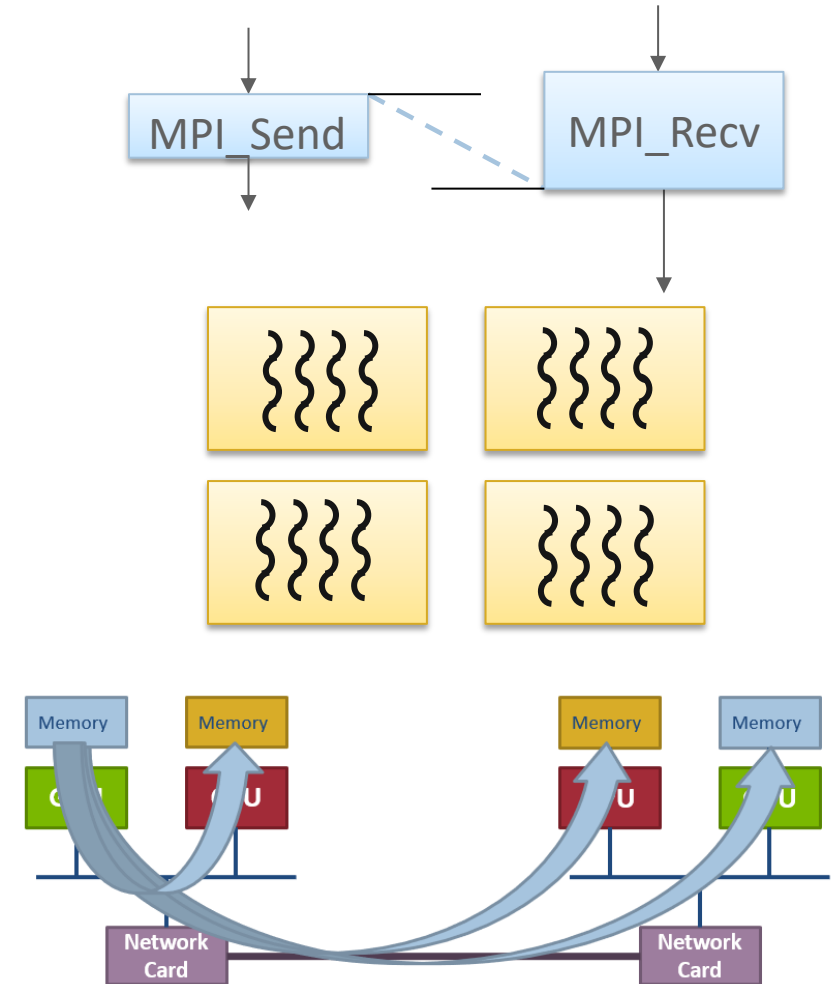 MPI_Send
MPI_Recv
Memory
Memory
Memory
Memory
Network
Card
Network
Card